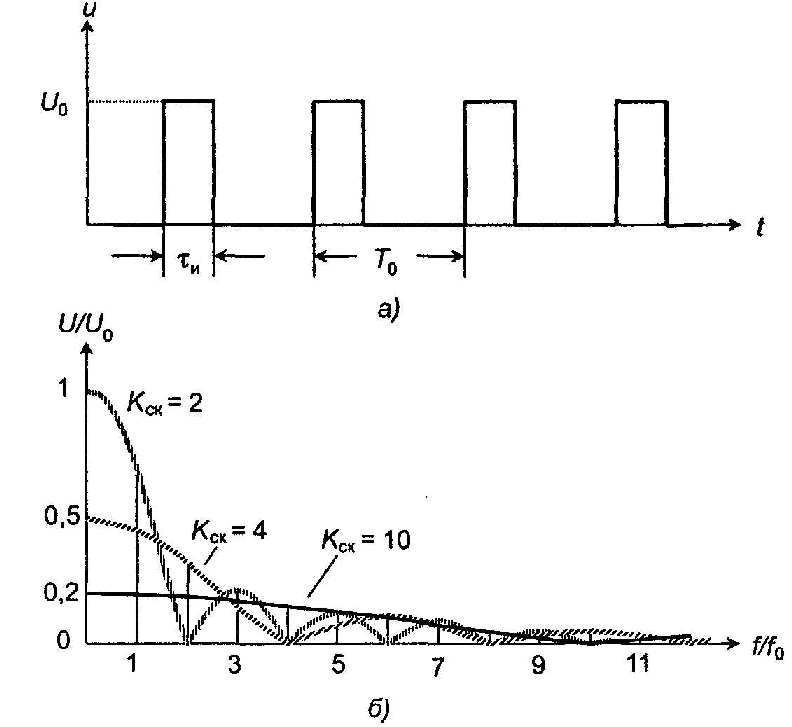 u
U₀
t
τи
T₀
а)
U/U₀
1
Kск = 2
0,5
Kск = 4
Kск = 10
0,2
0
1 3 5 7 9 11
f/f₀
б)